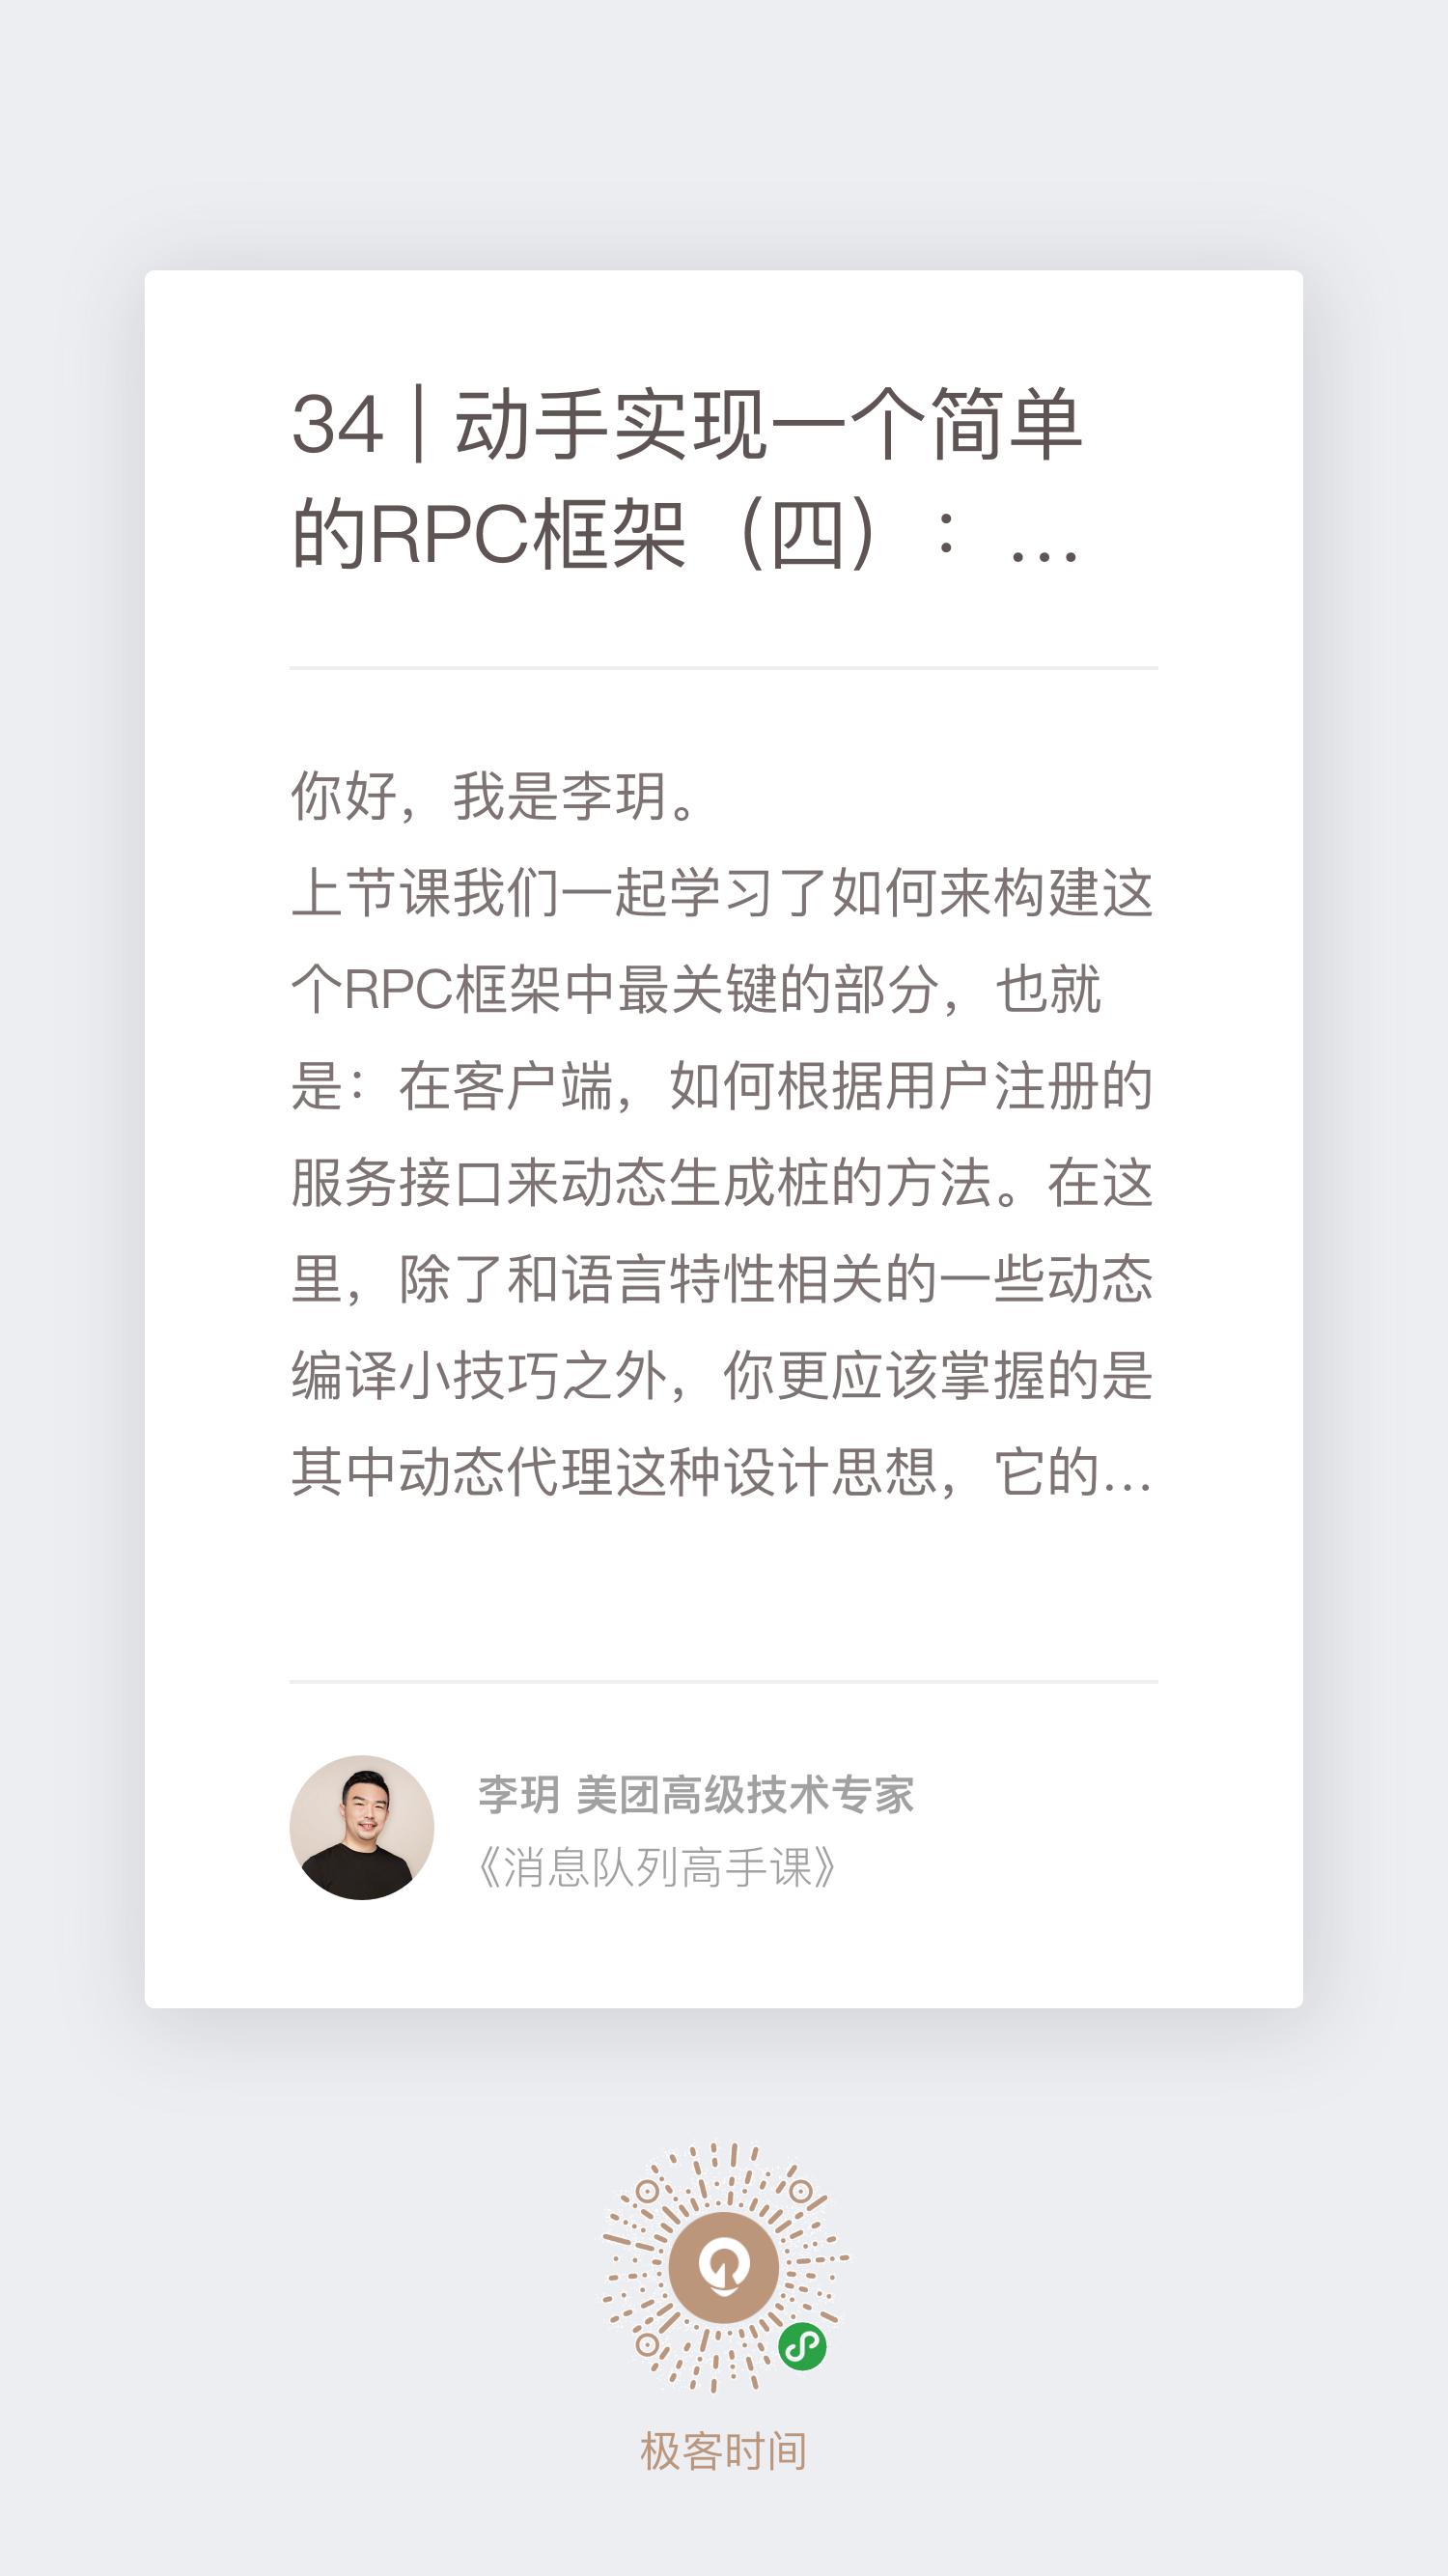 34 | 动手实现一个简单
的RPC框架（四）：…
你好，我是李玥。
上节课我们一起学习了如何来构建这
个RPC框架中最关键的部分，也就
是：在客户端，如何根据用户注册的
服务接口来动态生成桩的方法。在这
里，除了和语言特性相关的一些动态
编译小技巧之外，你更应该掌握的是
其中动态代理这种设计思想，它的…
李玥 美团高级技术专家
《消息队列高手课》
极客时间